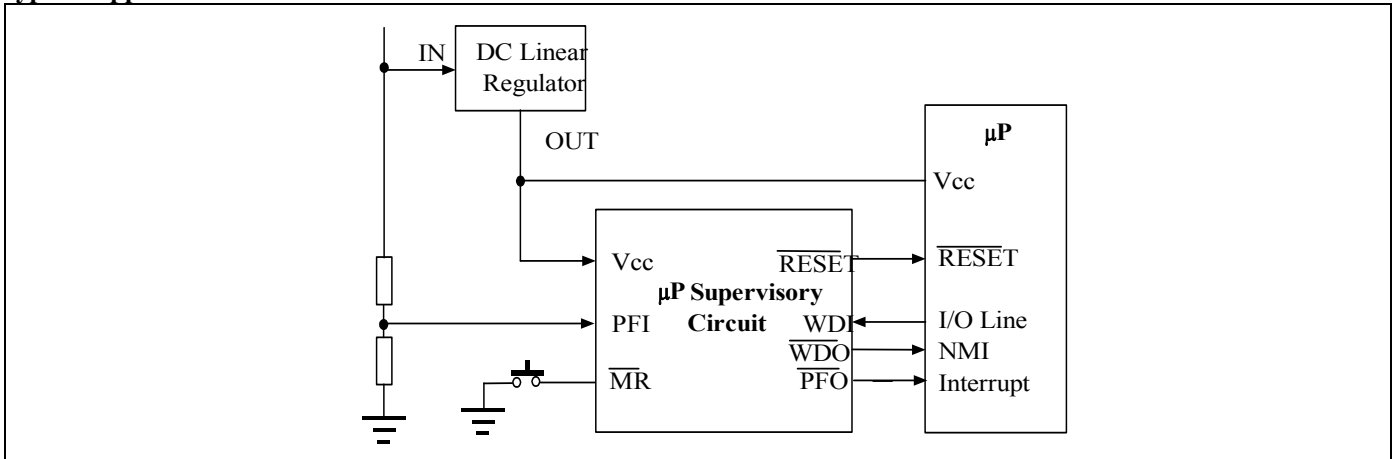 IN
DC Linear
Regulator
OUT
µP
Vcc
Vcc
RESET
RESET
µP Supervisory
Circuit
PFI
WDI
I/O Line
WDO
NMI
MR
PFO
Interrupt